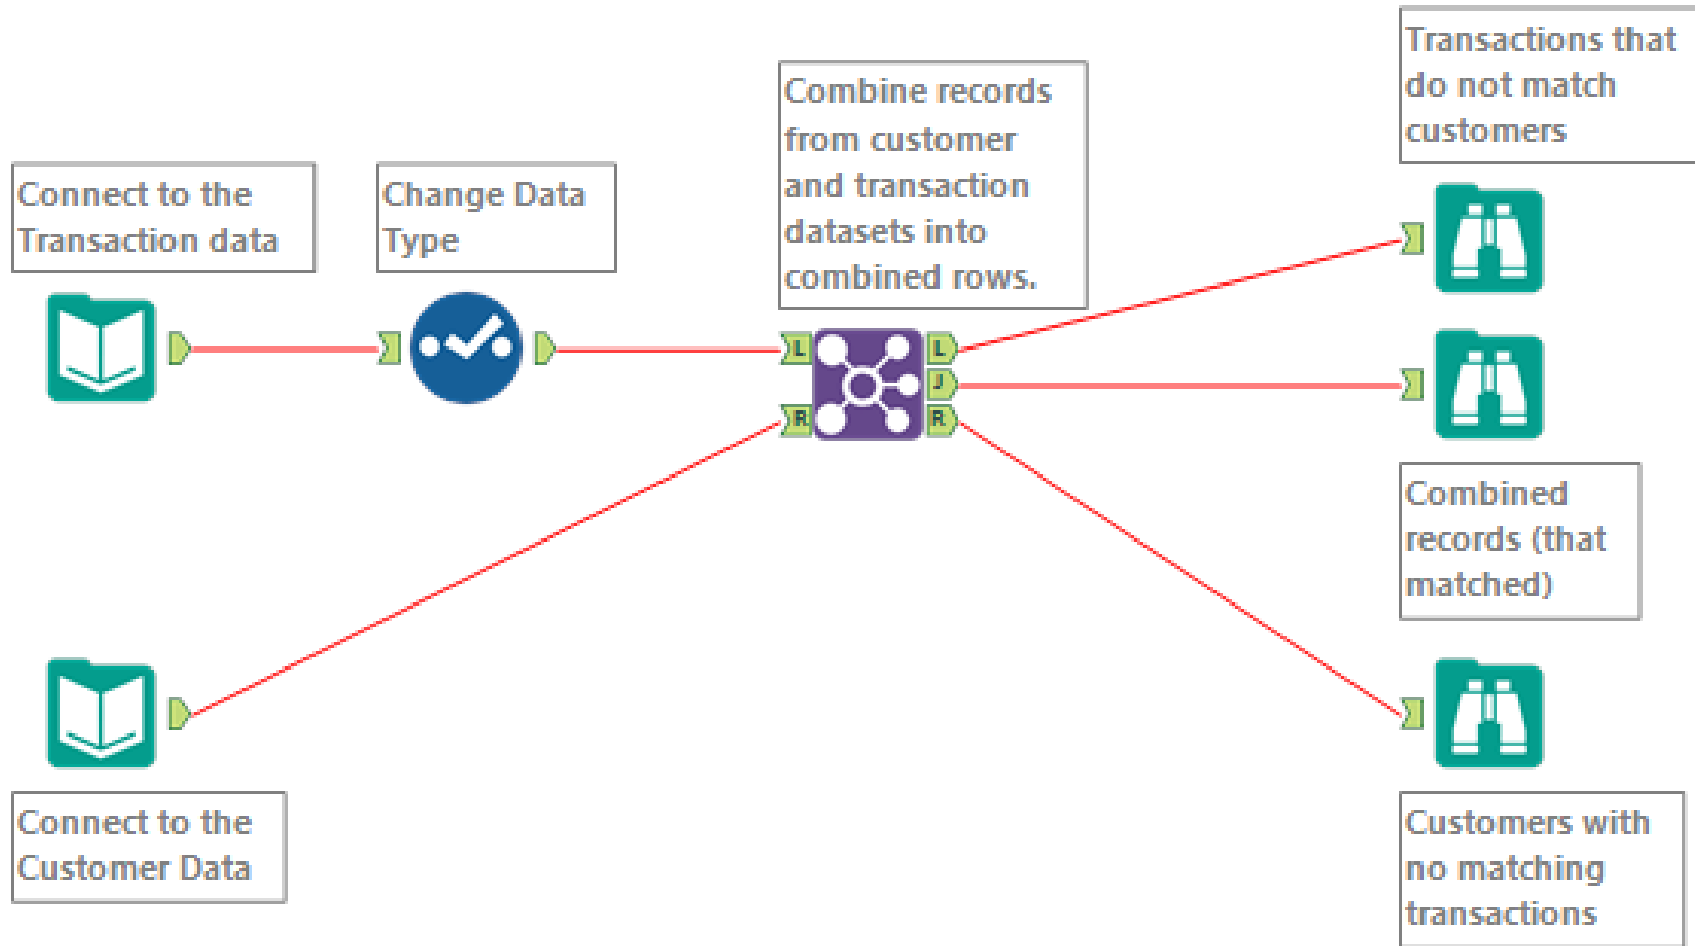 Connect to the
Transaction data
Change Data
Type
Combine records
from customer
and transaction
datasets into
combined rows.
Transactions that
do not match
customers
L
R
L
J
R
Combined
records (that
matched)
Connect to the
Customer Data
Customers with
no matching
transactions